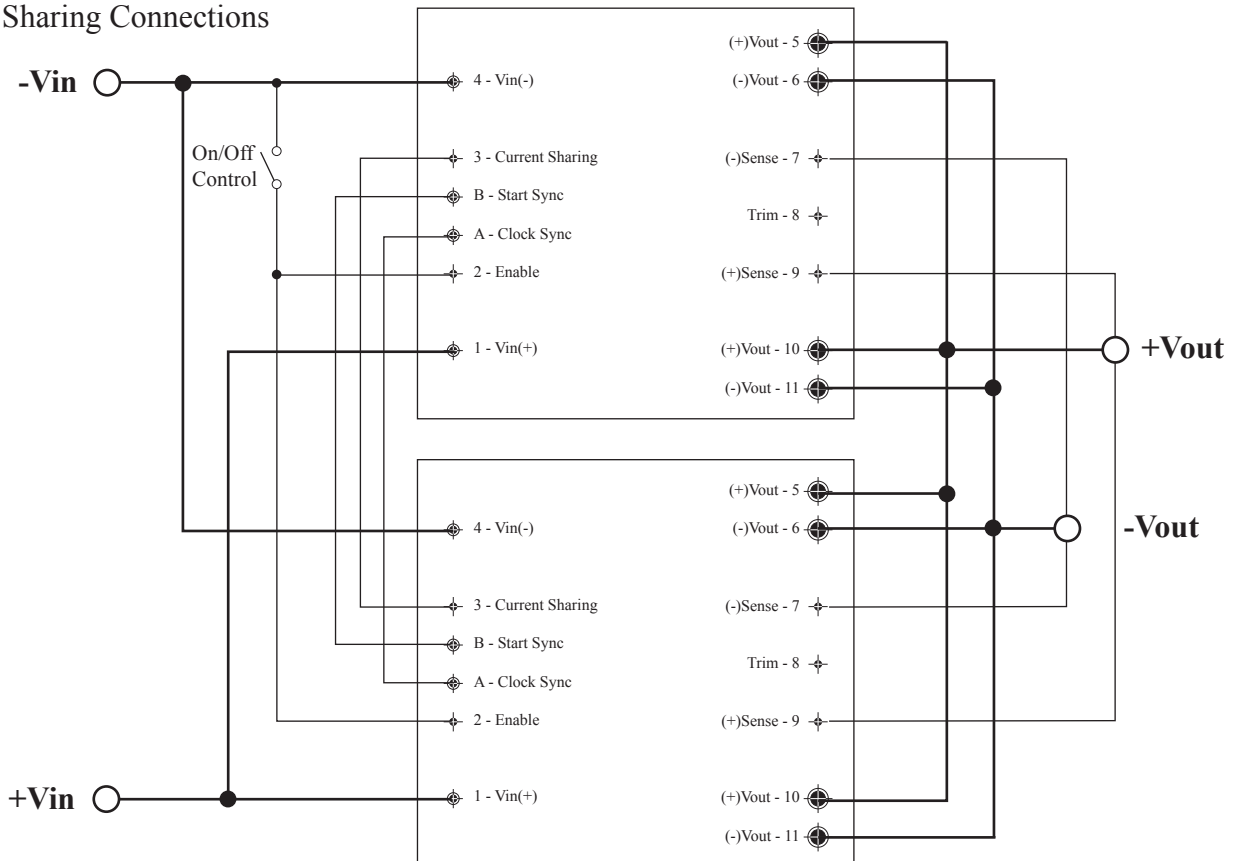 Sharing Connections
-Vin
On/Off
Control
+Vin
4 - Vin(-)
3 - Current Sharing
B - Start Sync
A - Clock Sync
2 - Enable
1 - Vin(+)
(+)Vout - 5
(-)Vout - 6
(-)Sense - 7
Trim - 8
(+)Sense - 9
(+)Vout - 10
(-)Vout - 11
4 - Vin(-)
3 - Current Sharing
B - Start Sync
A - Clock Sync
2 - Enable
1 - Vin(+)
(+)Vout - 5
(-)Vout - 6
(-)Sense - 7
Trim - 8
(+)Sense - 9
(+)Vout - 10
(-)Vout - 11
+Vout
-Vout